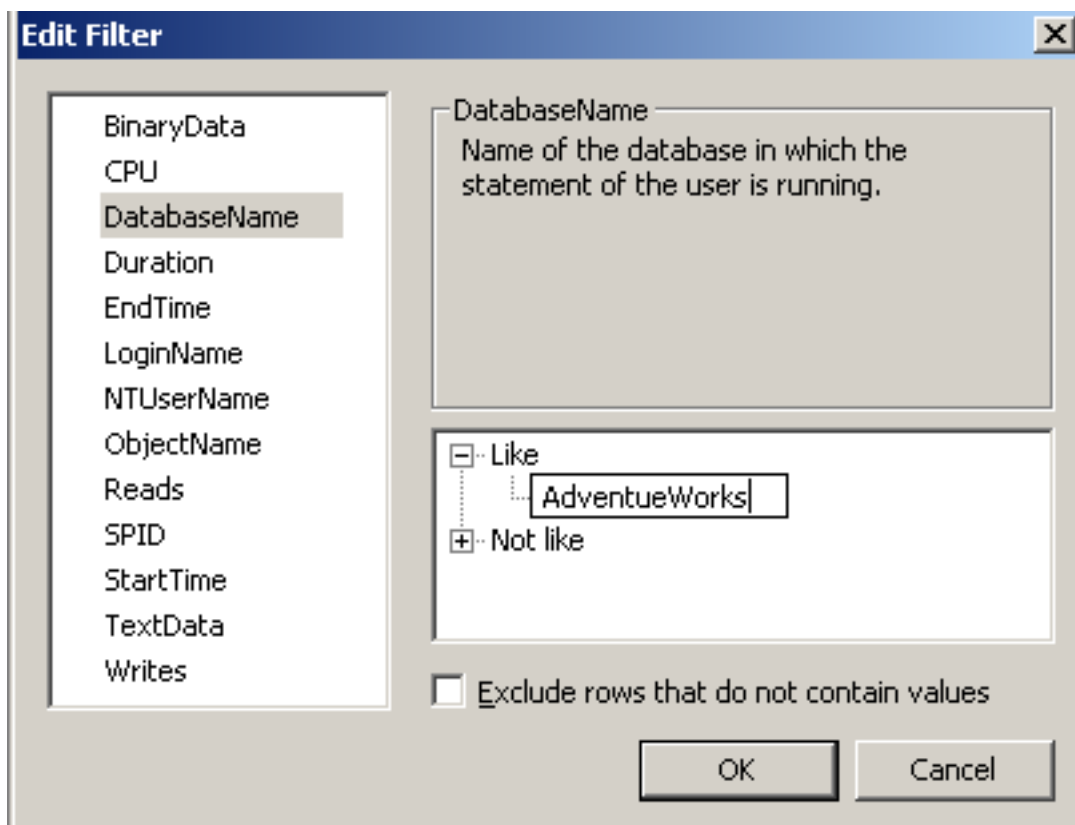 Edit Filter
BinaryData
CPU
DatabaseName
Duration
EndTime
LoginName
NTUserName
ObjectName
Reads
SPID
StartTime
TextData
Writes
DatabaseName
Name of the database in which the
statement of the user is running.
Like
AdventueWorks
Not like
Exclude rows that do not contain values
OK
Cancel